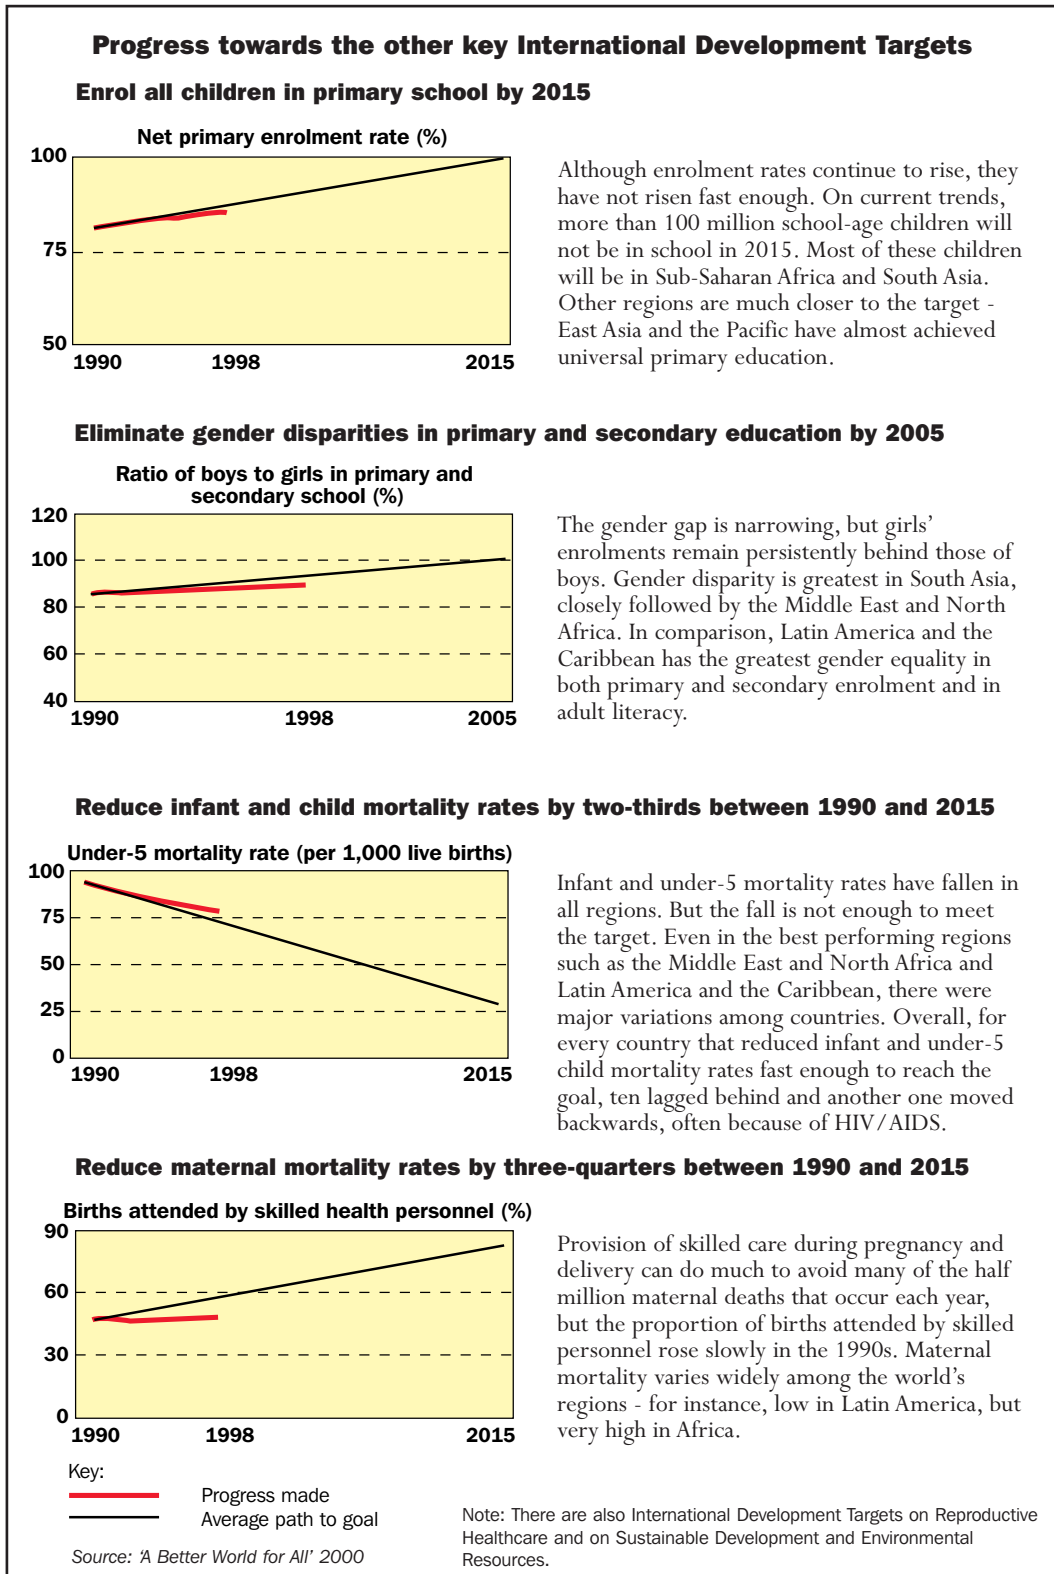 Progress towards the other key International Development Targets
Enrol all children in primary school by 2015
Net primary enrolment rate (%)
100
75
50
1990 1998 2015
Although enrolment rates continue to rise, they
have not risen fast enough. On current trends,
more than 100 million school-age children will
not be in school in 2015. Most of these children
will be in Sub-Saharan Africa and South Asia.
Other regions are much closer to the target -
East Asia and the Pacific have almost achieved
universal primary education.
Eliminate gender disparities in primary and secondary education by 2005
Ratio of boys to girls in primary and
secondary school (%)
120
100
80
60
40
1990 1998 2005
The gender gap is narrowing, but girls’
enrolments remain persistently behind those of
boys. Gender disparity is greatest in South Asia,
closely followed by the Middle East and North
Africa. In comparison, Latin America and the
Caribbean has the greatest gender equality in
both primary and secondary enrolment and in
adult literacy.
Reduce infant and child mortality rates by two-thirds between 1990 and 2015
Under-5 mortality rate (per 1,000 live births)
100
75
50
25
0
1990 1998 2015
Infant and under-5 mortality rates have fallen in
all regions. But the fall is not enough to meet
the target. Even in the best performing regions
such as the Middle East and North Africa and
Latin America and the Caribbean, there were
major variations among countries. Overall, for
every country that reduced infant and under-5
child mortality rates fast enough to reach the
goal, ten lagged behind and another one moved
backwards, often because of HIV/AIDS.
Reduce maternal mortality rates by three-quarters between 1990 and 2015
Births attended by skilled health personnel (%)
90
60
30
0
1990 1998 2015
Provision of skilled care during pregnancy and
delivery can do much to avoid many of the half
million maternal deaths that occur each year,
but the proportion of births attended by skilled
personnel rose slowly in the 1990s. Maternal
mortality varies widely among the world’s
regions - for instance, low in Latin America, but
very high in Africa.
Key:
Progress made
Average path to goal
Source: ‘A Better World for All’ 2000
Note: There are also International Development Targets on Reproductive
Healthcare and on Sustainable Development and Environmental
Resources.